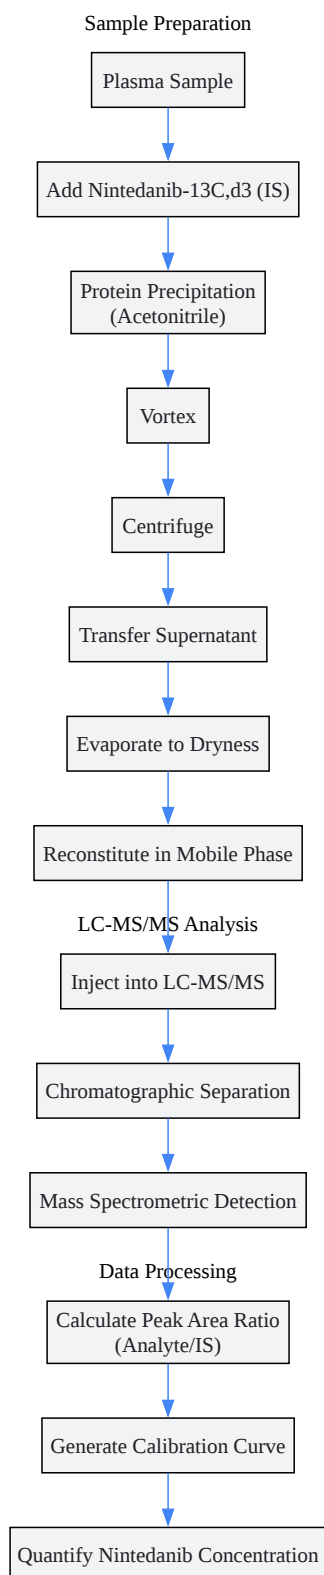 Sample Preparation
Plasma Sample
Add Nintedanib-13C,d3 (IS)
Protein Precipitation
(Acetonitrile)
Vortex
Centrifuge
Transfer Supernatant
Evaporate to Dryness
Reconstitute in Mobile Phase
LC-MS/MS Analysis
Inject into LC-MS/MS
Chromatographic Separation
Mass Spectrometric Detection
Data Processing
Calculate Peak Area Ratio
(Analyte/IS)
Generate Calibration Curve
Quantify Nintedanib Concentration